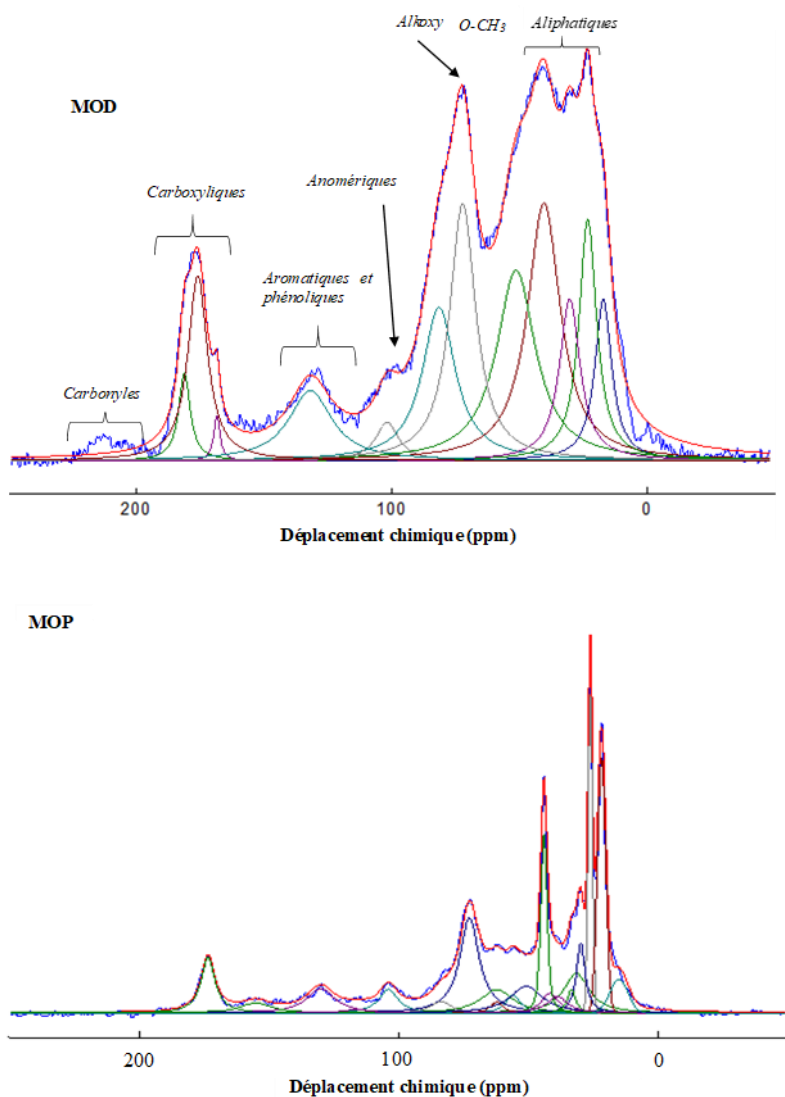 Alkoxy O-CH3 Aliphatiques
MOD
Anomériques
Carboxyliques
Aromatiques et
phénoliques
Carbonyles
200 100 0
Déplacement chimique (ppm)
MOP
200 100 0
Déplacement chimique (ppm)